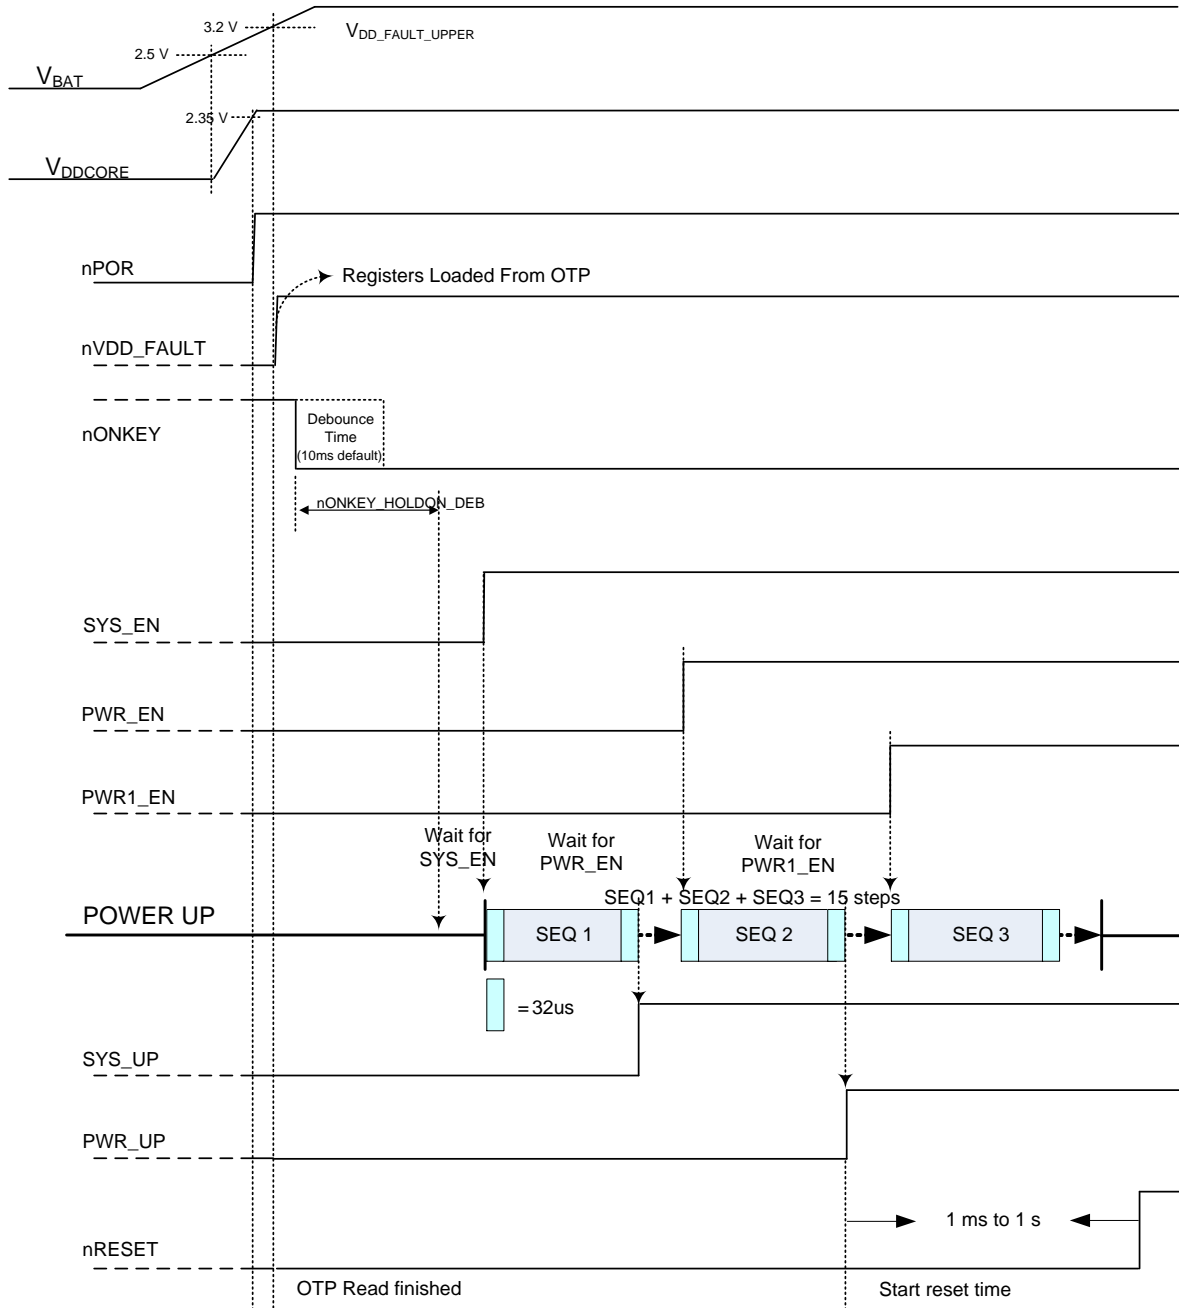 3.2 V
VDD_FAULT_UPPER
2.5 V
VBAT
2.35 V
VDDCORE
nPOR
Registers Loaded From OTP
nVDD_FAULT
Debounce
Time
(10ms default)
nONKEY
nONKEY_HOLDON_DEB
SYS_EN
PWR_EN
PWR1_EN
Wait for
SYS_EN
Wait for
PWR_EN
Wait for
PWR1_EN
SEQ1 + SEQ2 + SEQ3 = 15 steps
POWER UP
SEQ 1
SEQ 2
SEQ 3
= 32us
SYS_UP
PWR_UP
1 ms to 1 s
nRESET
OTP Read finished
Start reset time